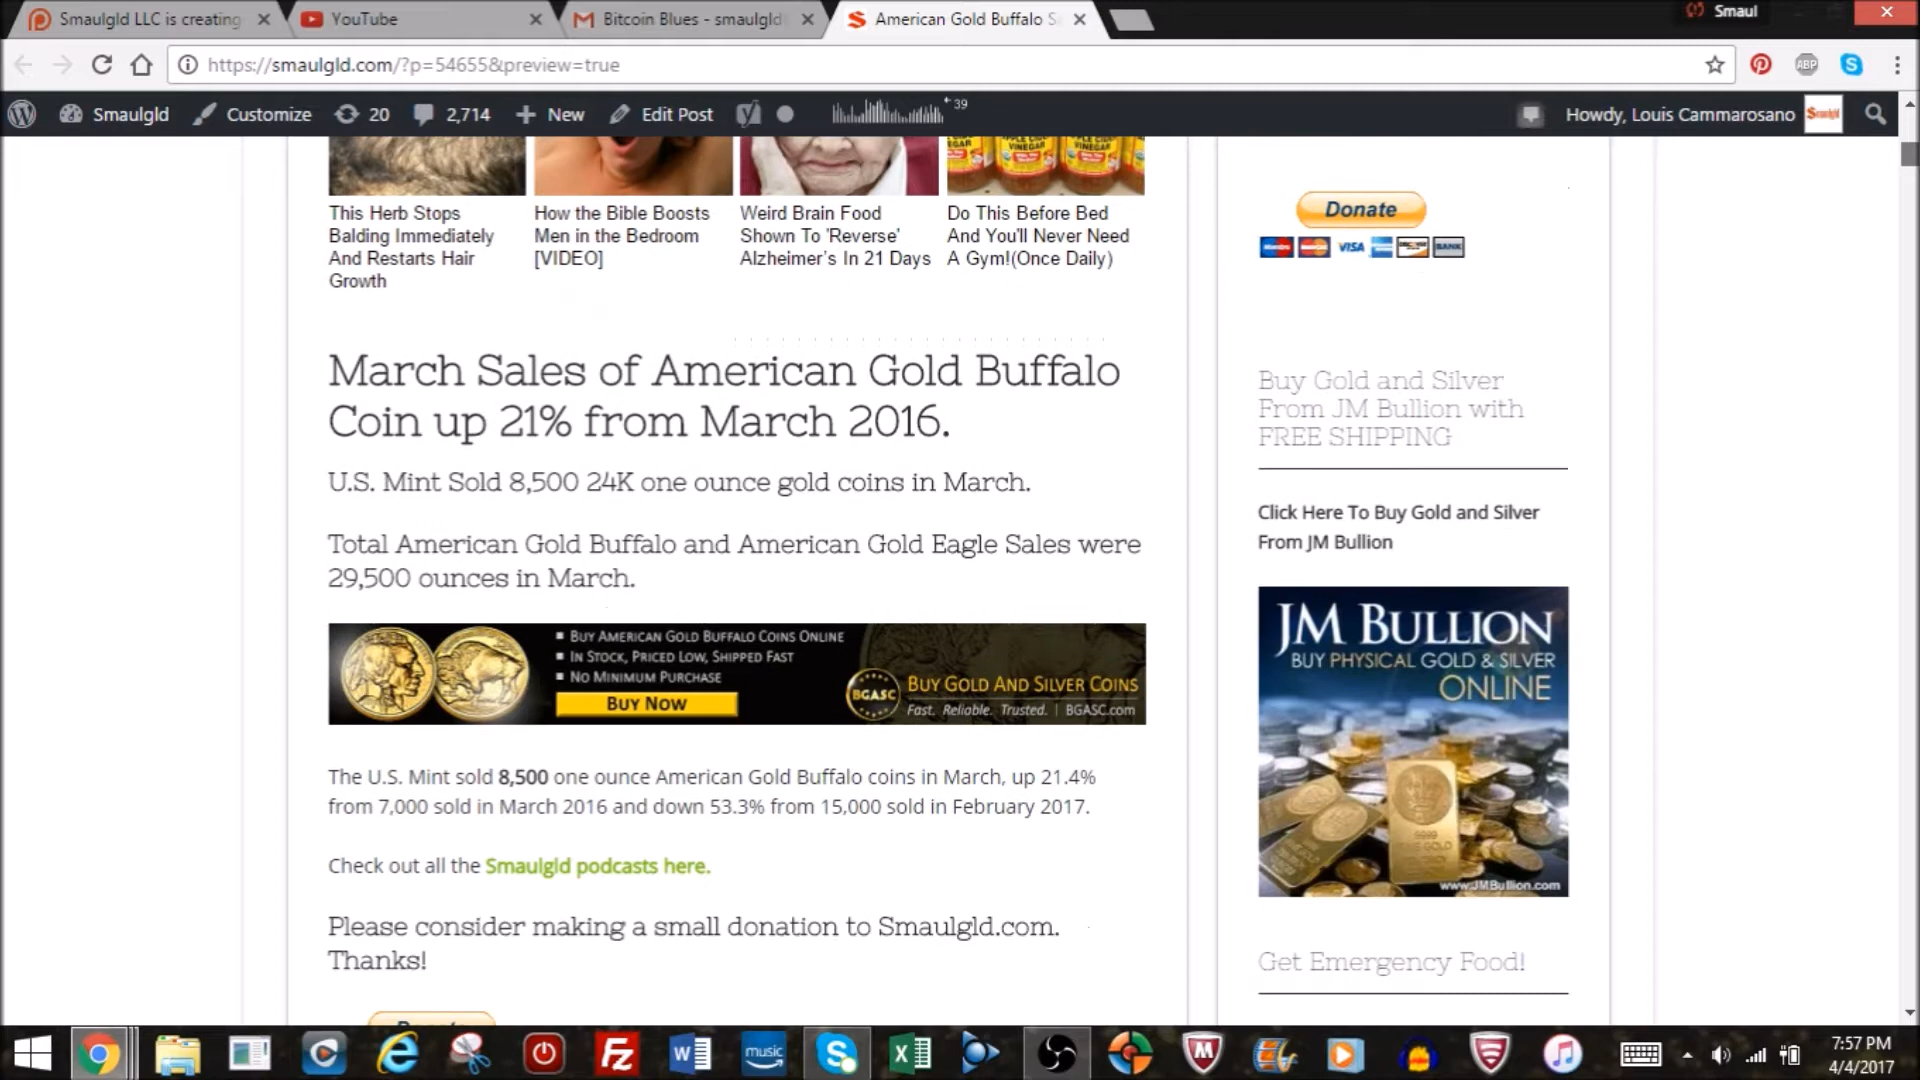 Smaulgld LLC is creating
YouTube
Bitcoin Blues - smaulgld
American Gold Buffalo S
Smaul
https://smaulgld.com/?p=54655&preview=true
ABP
Smaulgld
Customize
20
2,714
New
Edit Post
39
Howdy, Louis Cammarosano
Smaulgld
This Herb Stops
Balding Immediately
And Restarts Hair
Growth
How the Bible Boosts
Men in the Bedroom
[VIDEO]
Weird Brain Food
Shown To 'Reverse'
Alzheimer's In 21 Days
Do This Before Bed
And You'll Never Need
A Gym!(Once Daily)
March Sales of American Gold Buffalo
Coin up 21% from March 2016.
U.S. Mint Sold 8,500 24K one ounce gold coins in March.
Total American Gold Buffalo and American Gold Eagle Sales were
29,500 ounces in March.
Buy American Gold Buffalo Coins Online
In Stock, Priced Low, Shipped Fast
No Minimum Purchase
Buy Now
BGASC
Buy Gold And Silver Coins
Fast. Reliable. Trusted. | BGASC.com
The U.S. Mint sold 8,500 one ounce American Gold Buffalo coins in March, up 21.4%
from 7,000 sold in March 2016 and down 53.3% from 15,000 sold in February 2017.
Check out all the Smaulgld podcasts here.
Please consider making a small donation to Smaulgld.com.
Thanks!
Donate
VISA
BANK
Buy Gold and Silver
From JM Bullion with
FREE SHIPPING
Click Here To Buy Gold and Silver
From JM Bullion
JM Bullion
Buy Physical Gold & Silver
Online
www.JMBullion.com
Get Emergency Food!
music
7:57 PM
4/4/2017